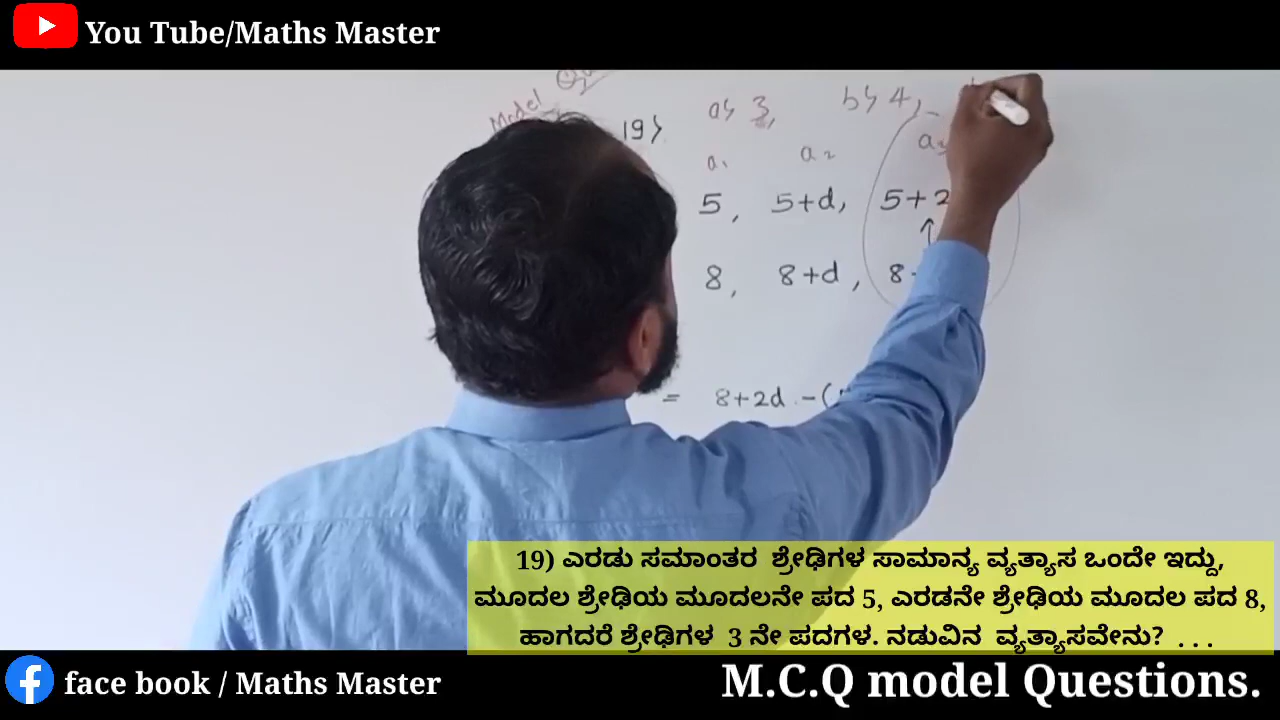 You Tube/Maths Master
Model
19) a) 3, b) 4,
a₁ a₂
5, 5+d, 5+2
8, 8+d, 8
= 8+2d -(
19) ಎರಡು ಸಮಾಂತರ ಶ್ರೇಢಿಗಳ ಸಾಮಾನ್ಯ ವ್ಯತ್ಯಾಸ ಒಂದೇ ಇದ್ದು,
ಮೂದಲ ಶ್ರೇಢಿಯ ಮೂದಲನೇ ಪದ 5, ಎರಡನೇ ಶ್ರೇಢಿಯ ಮೂದಲ ಪದ 8,
ಹಾಗದರೆ ಶ್ರೇಢಿಗಳ 3 ನೇ ಪದಗಳ. ನಡುವಿನ ವ್ಯತ್ಯಾಸವೇನು? . . .
face book / Maths Master
M.C.Q model Questions.